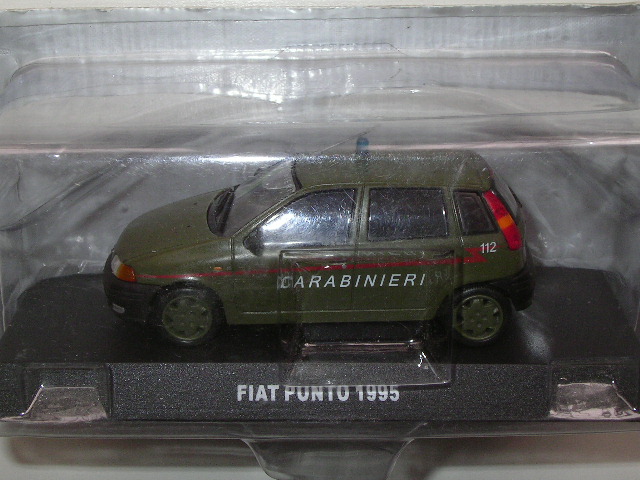 112
CARABINIERI
FIAT PUNTO 1995